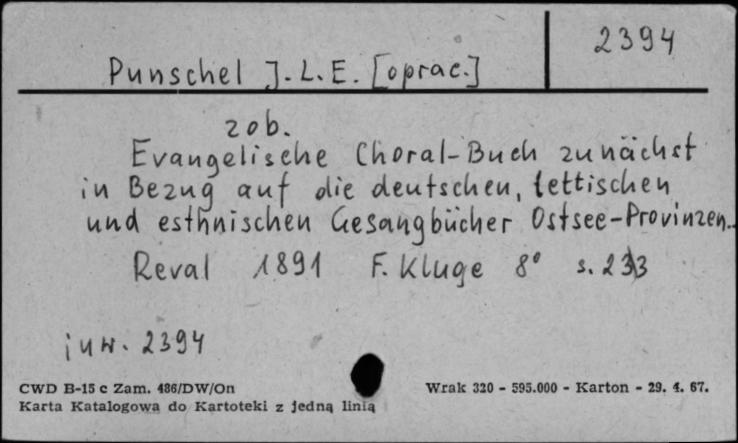 2394
Punschel J.L.E. [oprac.]
zob.
Evangelische Choral-Buch zunächst
in Bezug auf die deutschen, lettischen
und esthnischen Gesangbücher Ostsee-Provinzen..
Reval 1891 F. Kluge 8° s. 233
inw. 2394
CWD B-15 c Zam. 486/DW/On Wrak 320 - 595.000 - Karton - 29. 4. 67.
Karta Katalogowa do Kartoteki z jedną linią